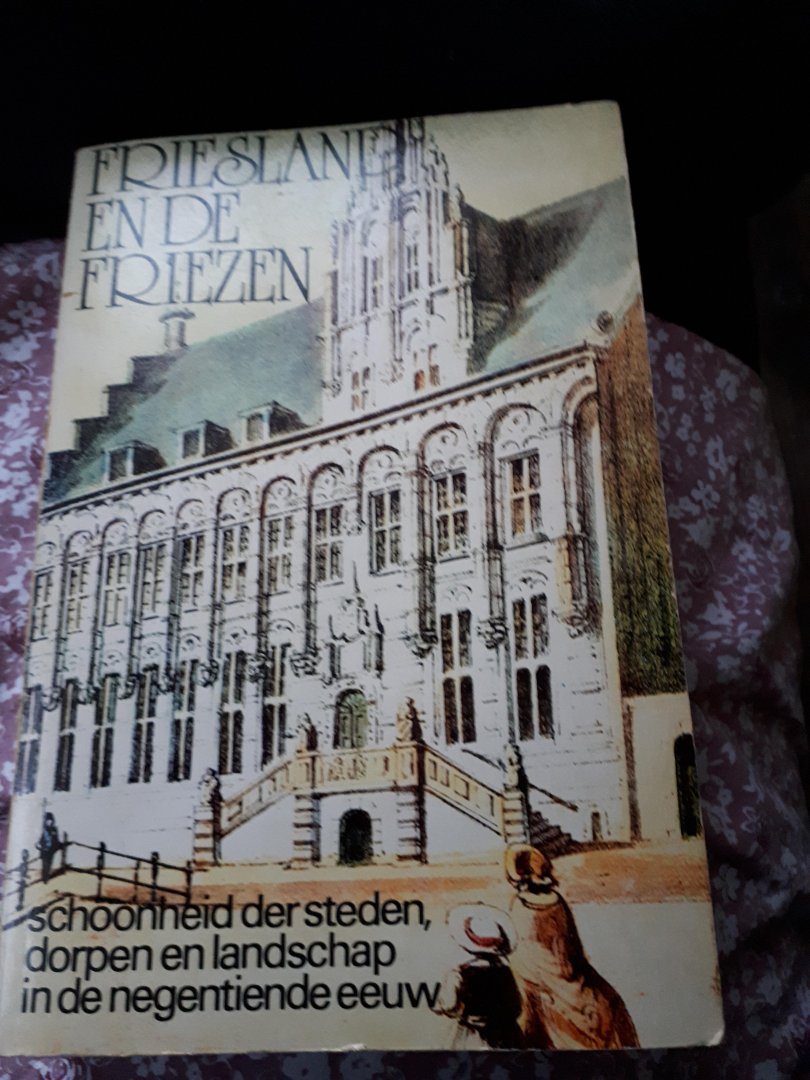 FRIESLAND
EN DE
FRIEZEN
schoonheid der steden,
dorpen en landschap
in de negentiende eeuw